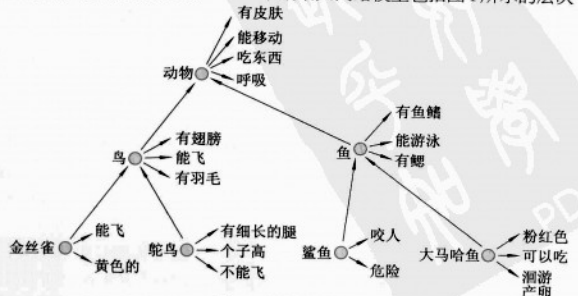 有皮肤
能移动
吃东西
呼吸
动物
有鱼鳍
能游泳
有鳃
鱼
有翅膀
能飞
有羽毛
鸟
能飞
黄色的
金丝雀
有细长的腿
个子高
不能飞
鸵鸟
咬人
危险
鲨鱼
粉红色
可以吃
洄游
产卵
大马哈鱼
PD